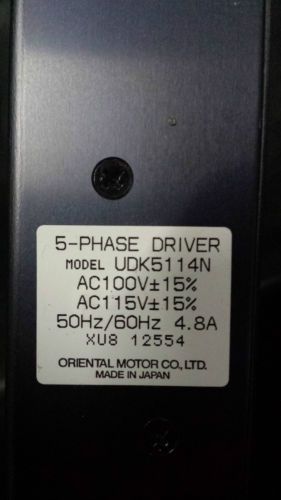 5-PHASE DRIVER
MODEL UDK5114N
AC100V±15%
AC115V±15%
50Hz/60Hz 4.8A
XU8 12554
ORIENTAL MOTOR CO., LTD.
MADE IN JAPAN